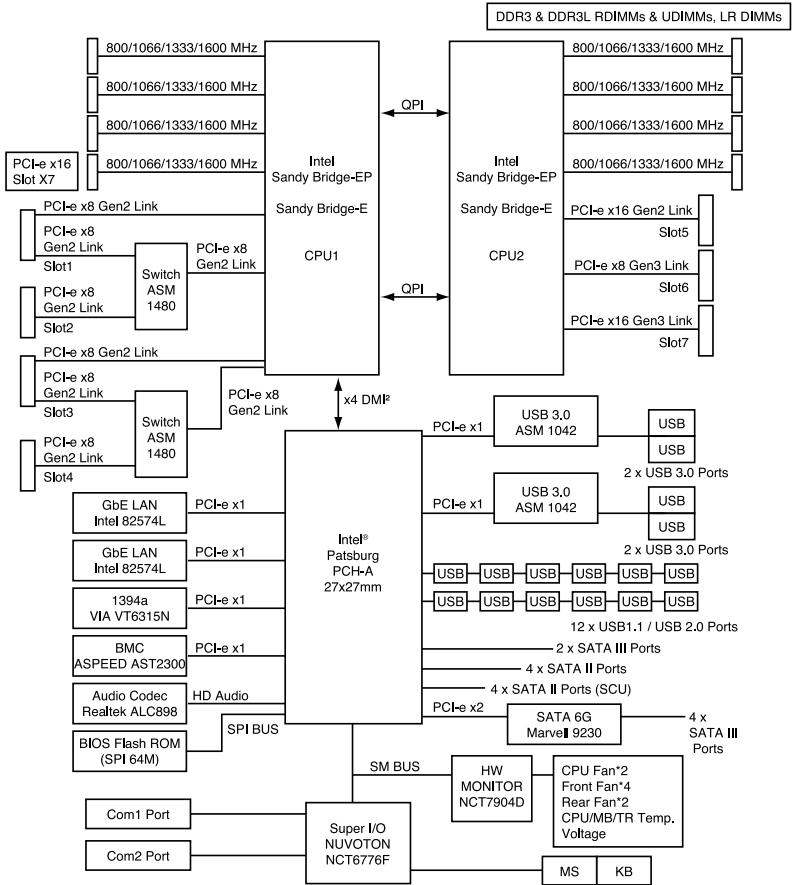 DDR3 & DDR3L RDIMMs & UDIMMs, LR DIMMs
800/1066/1333/1600 MHz
800/1066/1333/1600 MHz
800/1066/1333/1600 MHz
800/1066/1333/1600 MHz
PCI-e x16
Slot X7
Intel
Sandy Bridge-EP
Sandy Bridge-E
CPU1
QPI
QPI
Intel
Sandy Bridge-EP
Sandy Bridge-E
CPU2
800/1066/1333/1600 MHz
800/1066/1333/1600 MHz
800/1066/1333/1600 MHz
800/1066/1333/1600 MHz
PCI-e x16 Gen2 Link
Slot5
PCI-e x8 Gen3 Link
Slot6
PCI-e x16 Gen3 Link
Slot7
PCI-e x8 Gen2 Link
PCI-e x8
Gen2 Link
Slot1
Switch
ASM
1480
PCI-e x8
Gen2 Link
PCI-e x8
Gen2 Link
Slot2
PCI-e x8 Gen2 Link
PCI-e x8
Gen2 Link
Slot3
Switch
ASM
1480
PCI-e x8
Gen2 Link
PCI-e x8
Gen2 Link
Slot4
x4 DMI²
Intel®
Patsburg
PCH-A
27x27mm
PCI-e x1
USB 3.0
ASM 1042
USB
USB
2 x USB 3.0 Ports
PCI-e x1
USB 3.0
ASM 1042
USB
USB
2 x USB 3.0 Ports
USB USB USB USB USB USB
USB USB USB USB USB USB
12 x USB1.1 / USB 2.0 Ports
2 x SATA III Ports
4 x SATA II Ports
4 x SATA II Ports (SCU)
PCI-e x2
SATA 6G
Marvell 9230
4 x
SATA III
Ports
GbE LAN
Intel 82574L
PCI-e x1
GbE LAN
Intel 82574L
PCI-e x1
1394a
VIA VT6315N
PCI-e x1
BMC
ASPEED AST2300
PCI-e x1
Audio Codec
Realtek ALC898
HD Audio
BIOS Flash ROM
(SPI 64M)
SPI BUS
SM BUS
HW
MONITOR
NCT7904D
CPU Fan*2
Front Fan*4
Rear Fan*2
CPU/MB/TR Temp.
Voltage
Com1 Port
Com2 Port
Super I/O
NUVOTON
NCT6776F
MS
KB